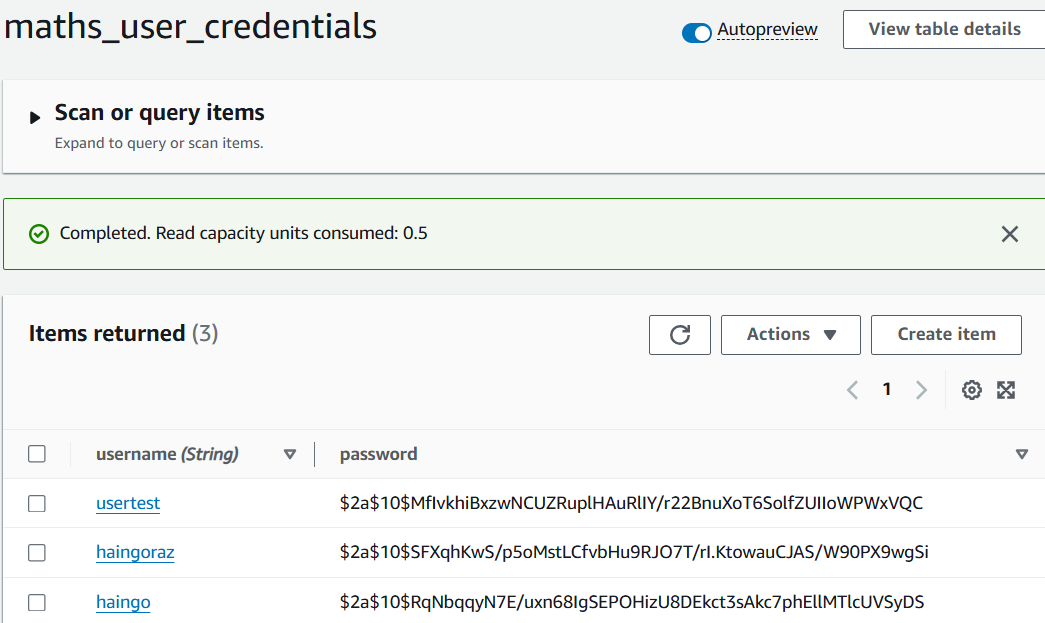 maths_user_credentials
Autopreview
View table details
Scan or query items
Expand to query or scan items.
Completed. Read capacity units consumed: 0.5
Items returned (3)
Actions
Create item
1
username (String) password
usertest $2a$10$MfIvkhiBxzwNCUZRuplHAuRlIY/r22BnuXoT6SolfZUIIoWPWxVQC
haingoraz $2a$10$SFXqhKwS/p5oMstLCfvbHu9RJO7T/rI.KtowauCJAS/W90PX9wgSi
haingo $2a$10$RqNbqqyN7E/uxn68IgSEPOHizU8DEkct3sAkc7phEllMTlcUVSyDS